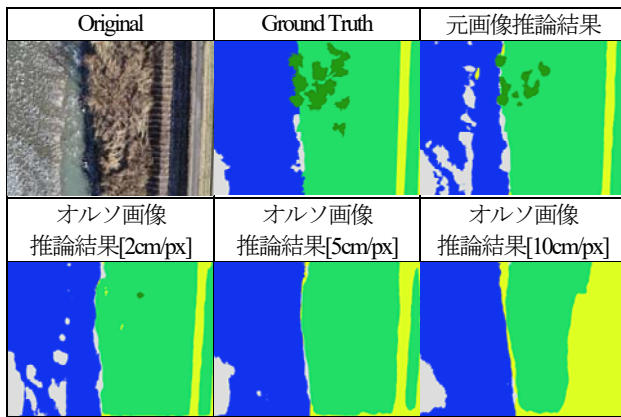 Original
Ground Truth
元画像推論結果
オルソ画像
推論結果[2cm/px]
オルソ画像
推論結果[5cm/px]
オルソ画像
推論結果[10cm/px]